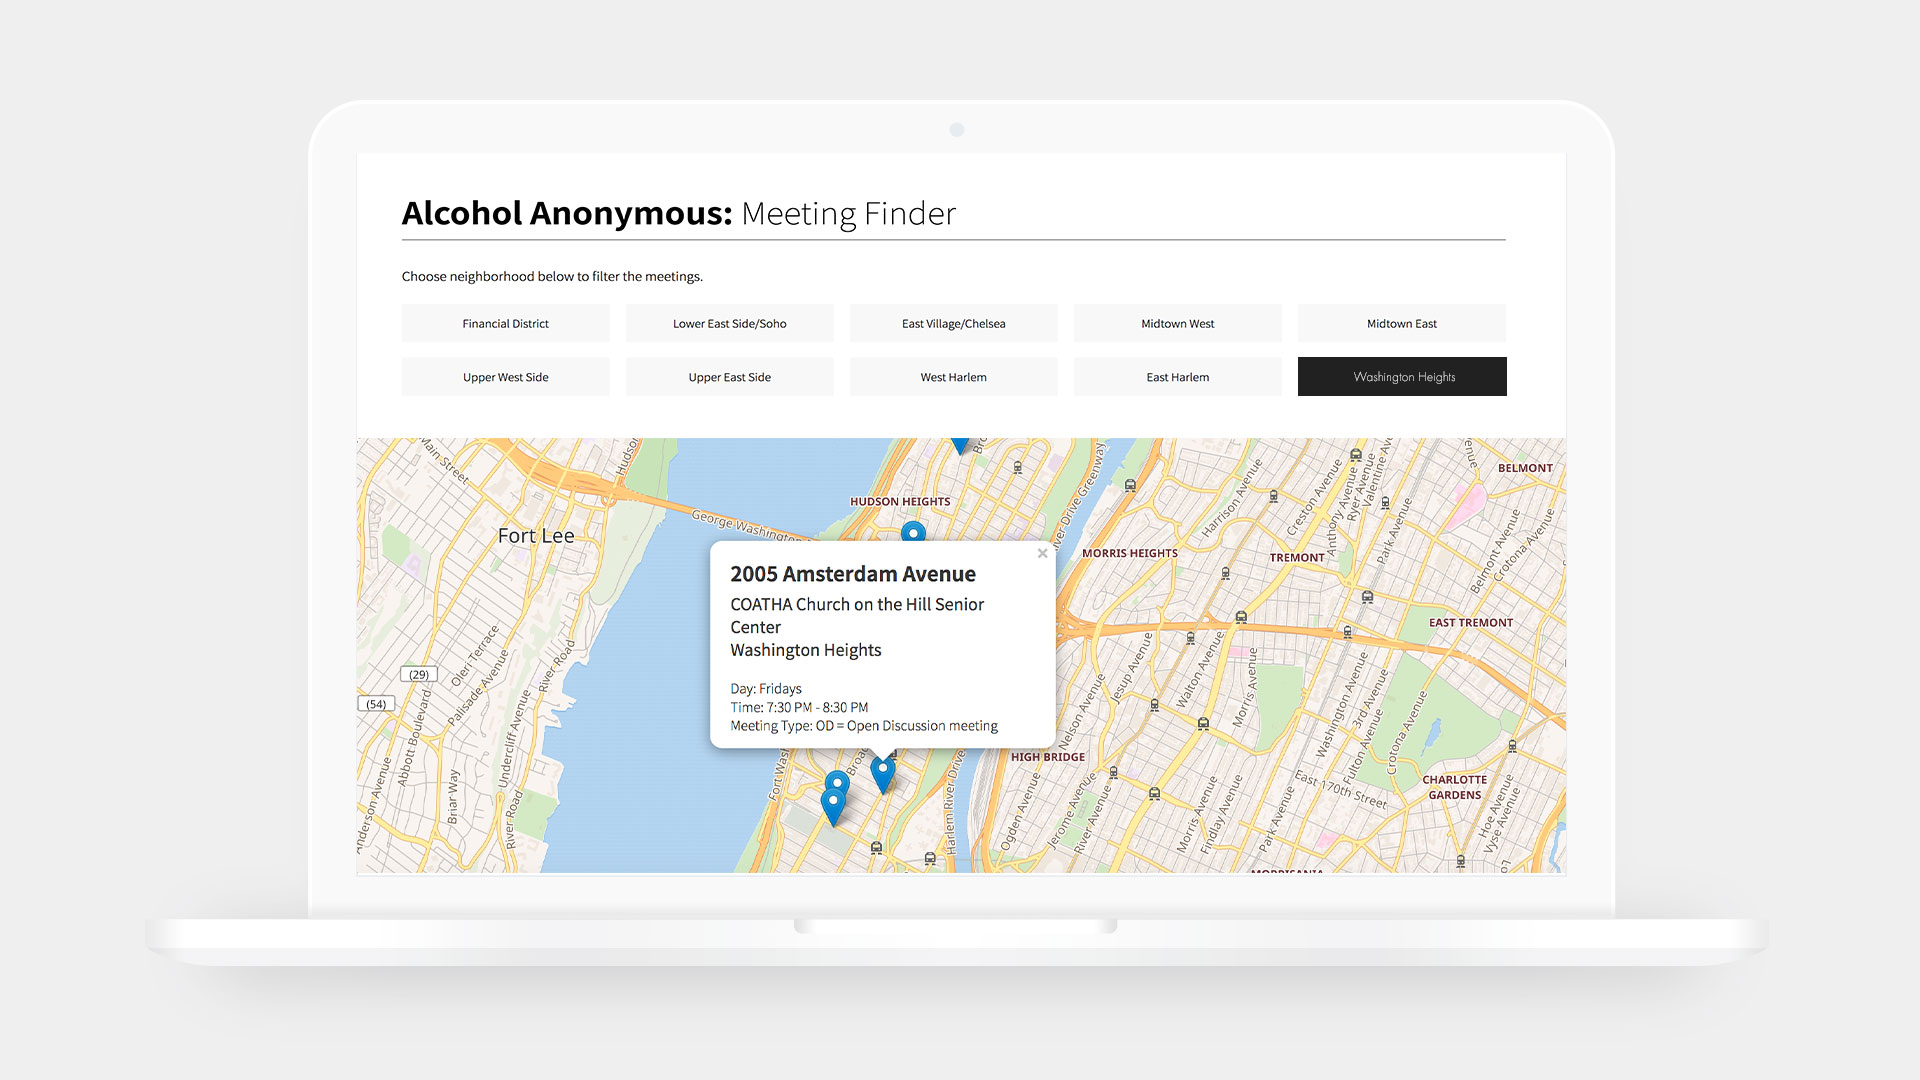 Alcohol Anonymous: Meeting Finder
Choose neighborhood below to filter the meetings.
Financial District
Lower East Side/Soho
East Village/Chelsea
Midtown West
Midtown East
Upper West Side
Upper East Side
West Harlem
East Harlem
Washington Heights
Main Street
Hudson
HUDSON HEIGHTS
BELMONT
Fort Lee
George Washington
MORRIS HEIGHTS
Harrison Avenue
Creston Avenue
Anthony Avenue
Ryer Avenue
Valentine Av
Park Avenue
TREMONT
Belmont Avenue
Crotona Avenue
2005 Amsterdam Avenue
COATHA Church on the Hill Senior
Center
Washington Heights
Day: Fridays
Time: 7:30 PM - 8:30 PM
Meeting Type: OD = Open Discussion meeting
EAST TREMONT
Oleri Terrace
Palisade Avenue
River Road
(29)
(54)
Abbott Boulevard
Undercliff Avenue
Briar Way
River Road
Anderson Avenue
Fort Was
Broa
Harlem River Drive
HIGH BRIDGE
Nelson Avenue
Jesup Avenue
Walton Avenue
Morris Avenue
Washington Avenue
3rd Avenue
Fulton Avenue
Crotona Avenue
East 170th Street
CHARLOTTE
GARDENS
Ogden Avenue
Jerome Avenue
River Avenue
Morris Avenue
Findlay Avenue
Park Avenue
Hoe Avenue
Vyse Avenue
MORRISANIA